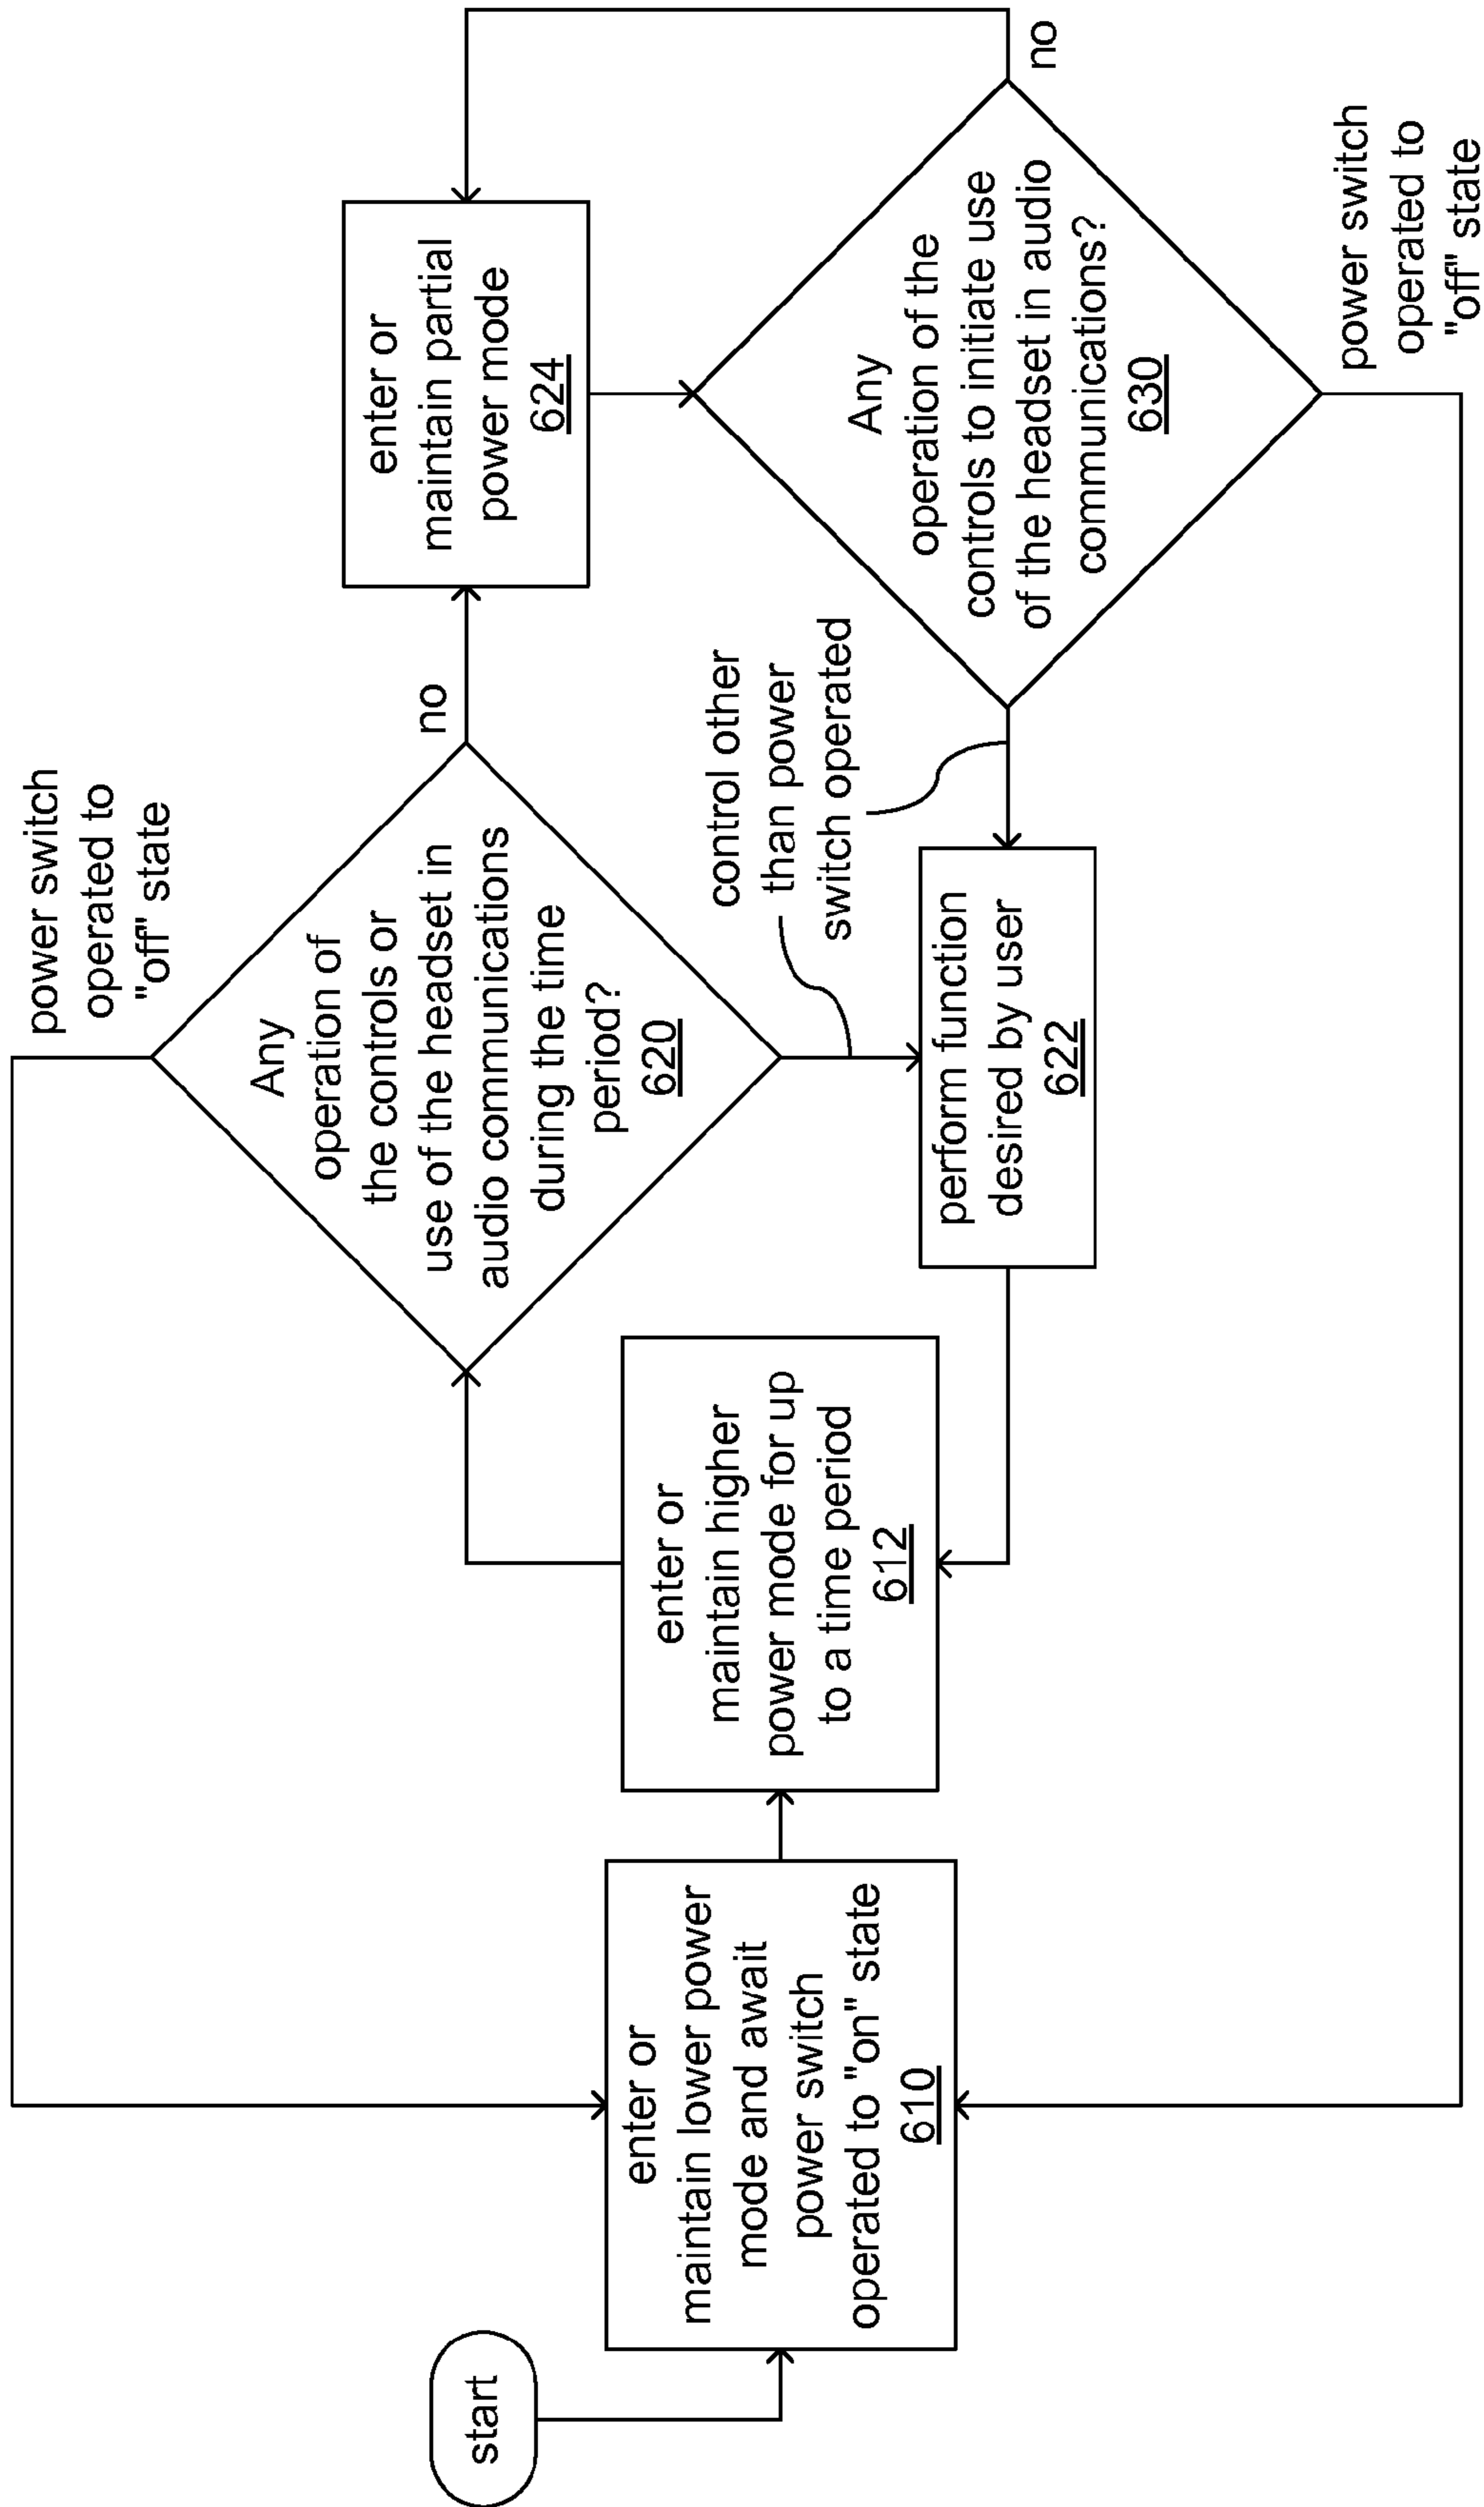 start
enter or
maintain lower power
mode and await
power switch
operated to "on" state
610
enter or
maintain higher
power mode for up
to a time period
612
power switch
operated to
"off" state
Any
operation of
the controls or
use of the headset in
audio communications
during the time
period?
620
no
control other
than power
switch operated
perform function
desired by user
622
enter or
maintain partial
power mode
624
Any
operation of the
controls to initiate use
of the headset in audio
communications?
630
no
power switch
operated to
"off" state